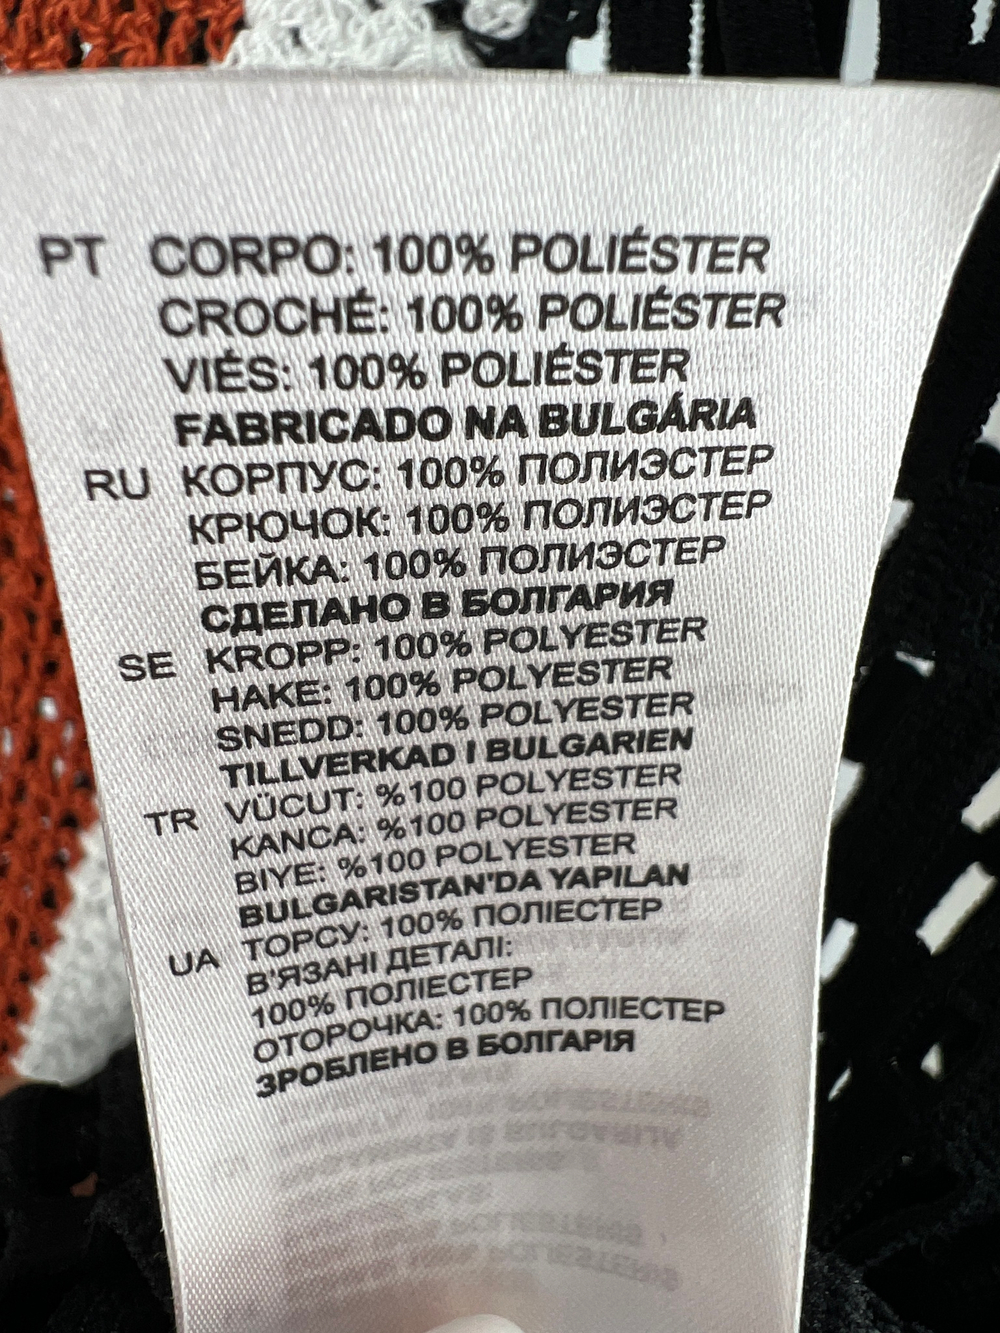 PT CORPO: 100% POLIÉSTER
CROCHÉ: 100% POLIÉSTER
VIÉS: 100% POLIÉSTER
FABRICADO NA BULGÁRIA
RU КОРПУС: 100% ПОЛИЭСТЕР
КРЮЧОК: 100% ПОЛИЭСТЕР
БЕЙКА: 100% ПОЛИЭСТЕР
СДЕЛАНО В БОЛГАРИЯ
SE KROPP: 100% POLYESTER
HAKE: 100% POLYESTER
SNEDD: 100% POLYESTER
TILLVERKAD I BULGARIEN
TR VÜCUT: %100 POLYESTER
KANCA: %100 POLYESTER
BIYE: %100 POLYESTER
BULGARISTAN'DA YAPILAN
UA ТОРСУ: 100% ПОЛІЕСТЕР
В'ЯЗАНІ ДЕТАЛІ:
100% ПОЛІЕСТЕР
ОТОРОЧКА: 100% ПОЛІЕСТЕР
ЗРОБЛЕНО В БОЛГАРІЯ